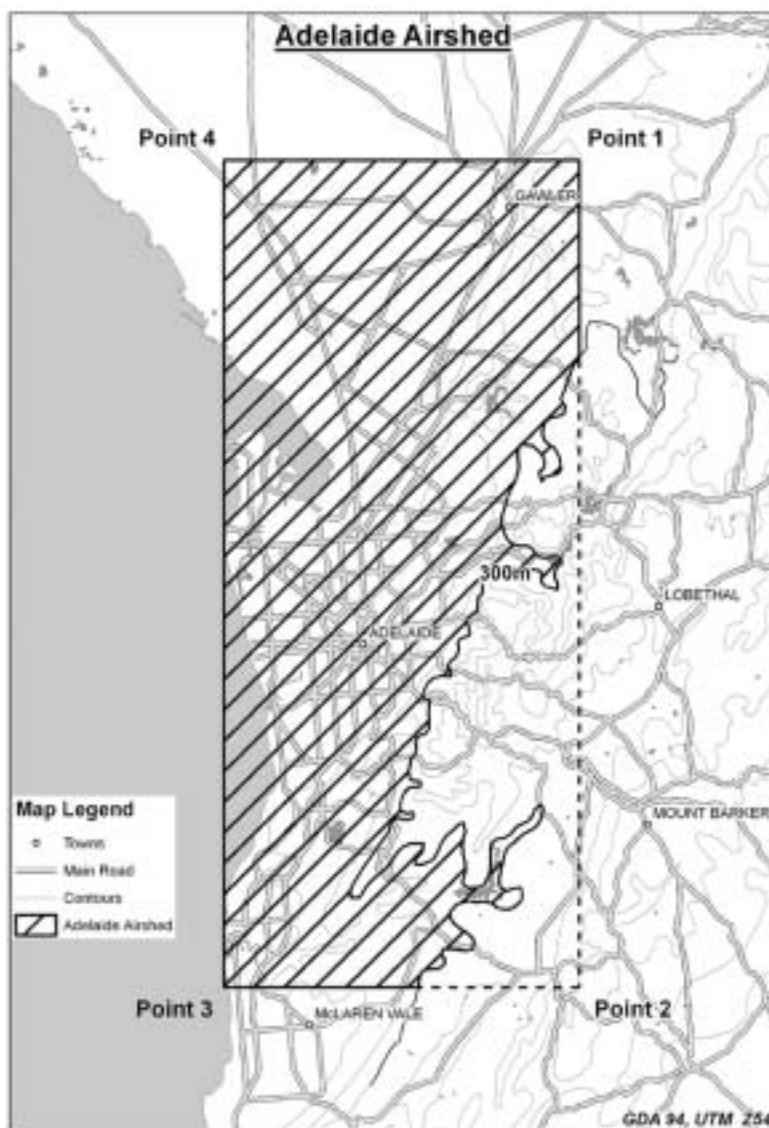 Adelaide Airshed
Point 4
Point 1
GAWLER
300m
LOBETHAL
ADELAIDE
Map Legend
Towns
Main Road
Contours
Adelaide Airshed
MOUNT BARKER
Point 3
Point 2
McLAREN VALE
GDA 94, UTM Z54